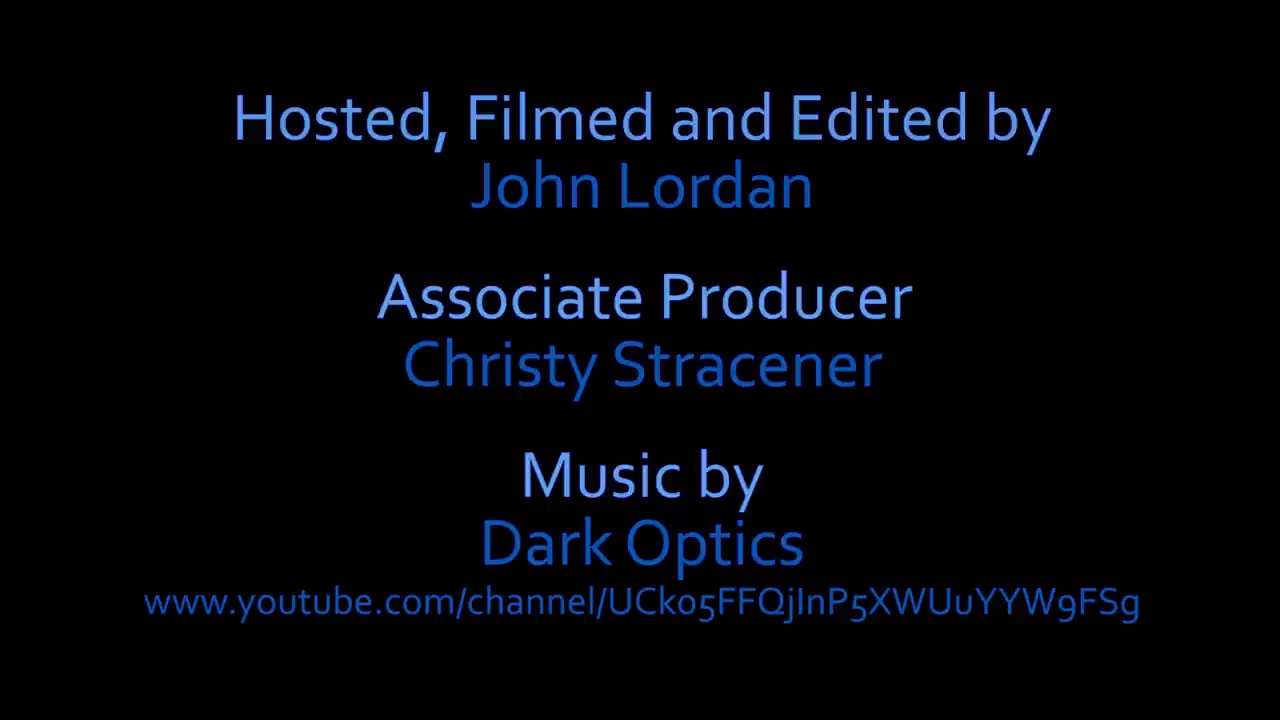 Hosted, Filmed and Edited by
John Lordan
Associate Producer
Christy Stracener
Music by
Dark Optics
www.youtube.com/channel/UCko5FFQjInP5XWUuYYW9FSg